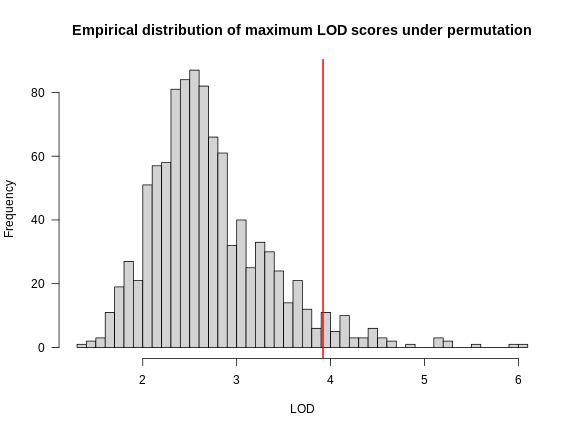 Empirical distribution of maximum LOD scores under permutation
Frequency
80
60
40
20
0
2 3 4 5 6
LOD